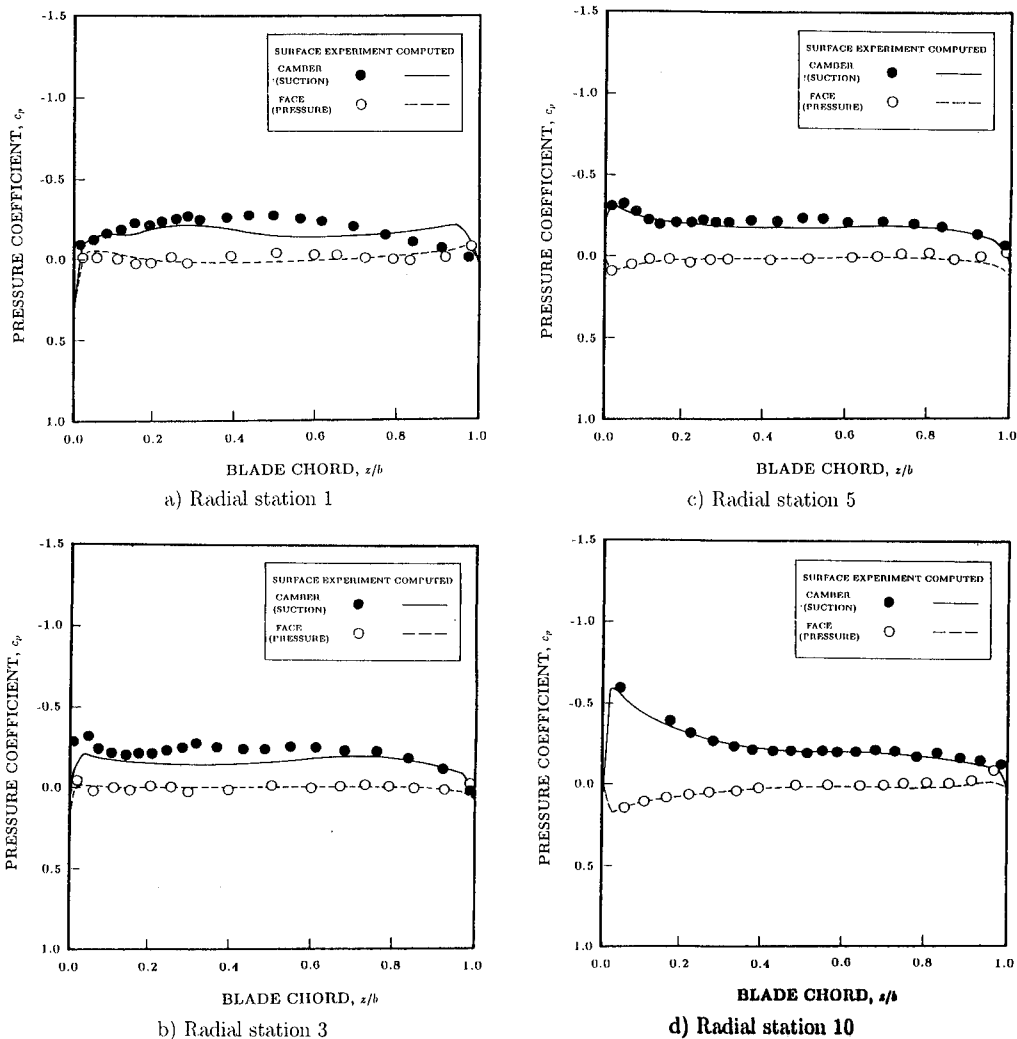 -1.5
-1.0
-0.5
0.0
0.5
1.0
PRESSURE COEFFICIENT, cp
SURFACE EXPERIMENT COMPUTED
CAMBER
(SUCTION)
FACE
(PRESSURE)
0.0 0.2 0.4 0.6 0.8 1.0
BLADE CHORD, z/b
a) Radial station 1
-1.5
-1.0
-0.5
0.0
0.5
1.0
PRESSURE COEFFICIENT, cp
SURFACE EXPERIMENT COMPUTED
CAMBER
(SUCTION)
FACE
(PRESSURE)
0.0 0.2 0.4 0.6 0.8 1.0
BLADE CHORD, z/b
c) Radial station 5
-1.5
-1.0
-0.5
0.0
0.5
1.0
PRESSURE COEFFICIENT, cp
SURFACE EXPERIMENT COMPUTED
CAMBER
(SUCTION)
FACE
(PRESSURE)
0.0 0.2 0.4 0.6 0.8 1.0
BLADE CHORD, z/b
b) Radial station 3
-1.5
-1.0
-0.5
0.0
0.5
1.0
PRESSURE COEFFICIENT, cp
SURFACE EXPERIMENT COMPUTED
CAMBER
(SUCTION)
FACE
(PRESSURE)
0.0 0.2 0.4 0.6 0.8 1.0
BLADE CHORD, z/b
d) Radial station 10